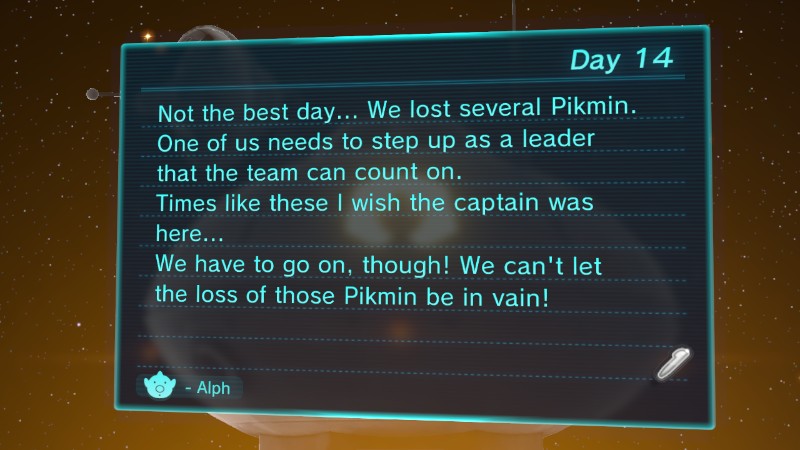 Day 14
Not the best day... We lost several Pikmin.
One of us needs to step up as a leader
that the team can count on.
Times like these I wish the captain was
here...
We have to go on, though! We can't let
the loss of those Pikmin be in vain!
- Alph